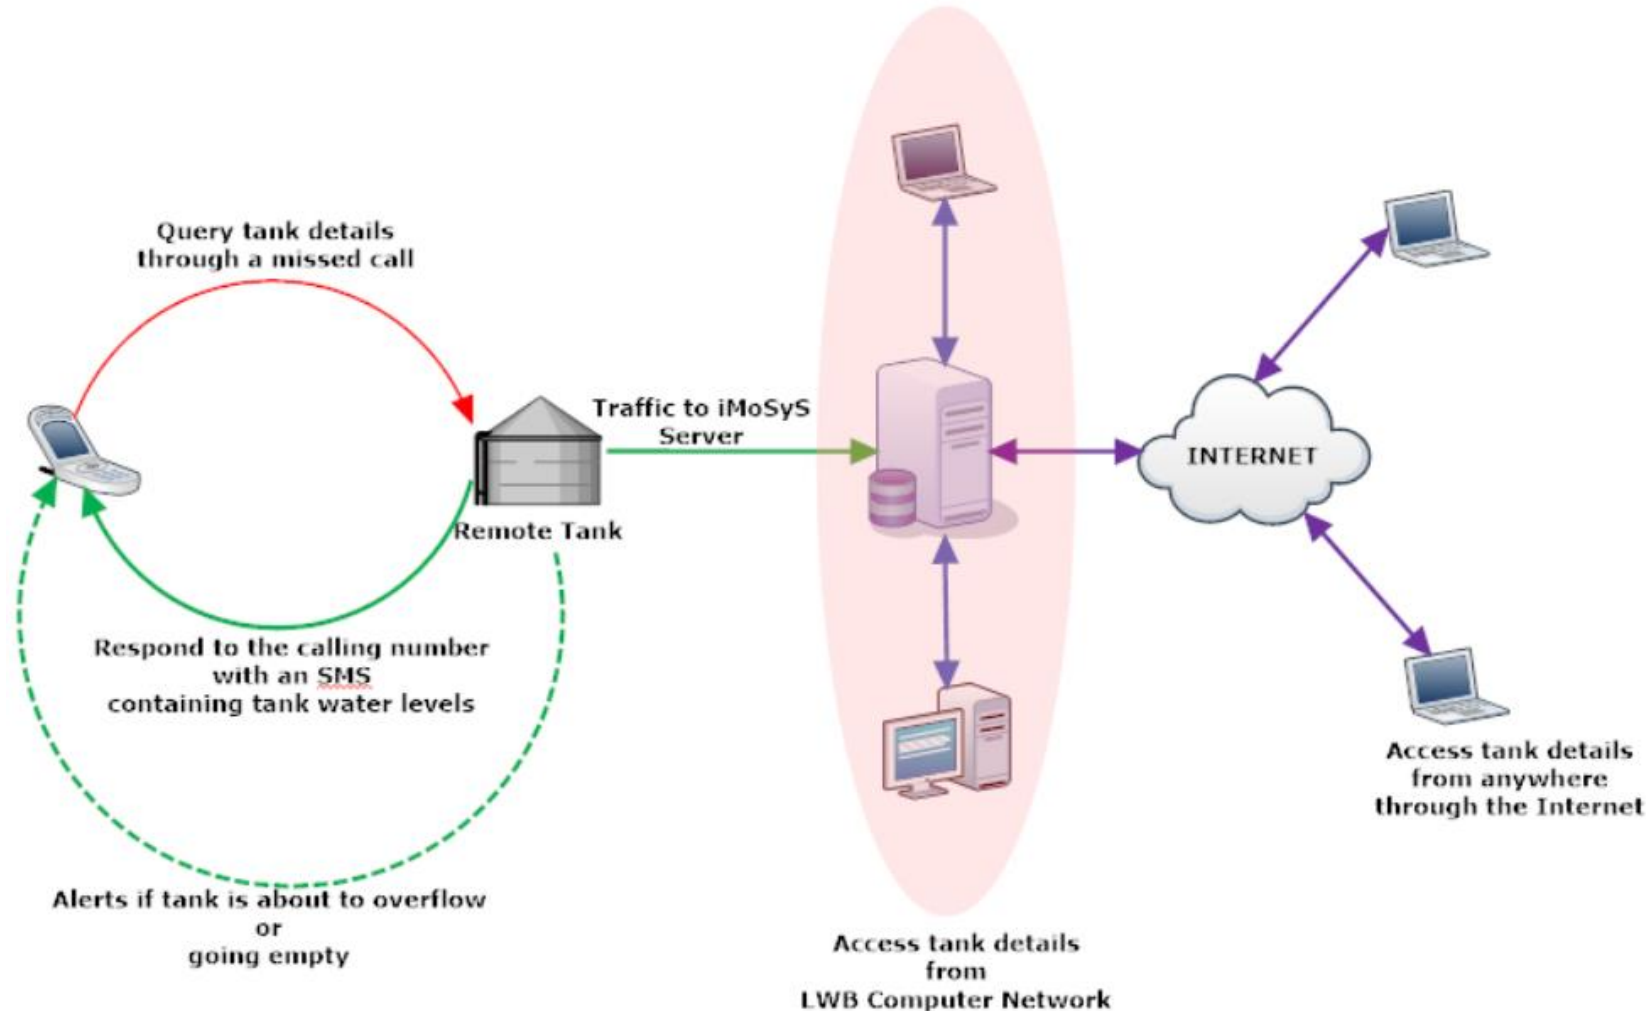 Query tank details
through a missed call
Traffic to iMoSyS
Server
INTERNET
Remote Tank
Respond to the calling number
with an SMS
containing tank water levels
Access tank details
from anywhere
through the Internet
Alerts if tank is about to overflow
or
going empty
Access tank details
from
LWB Computer Network